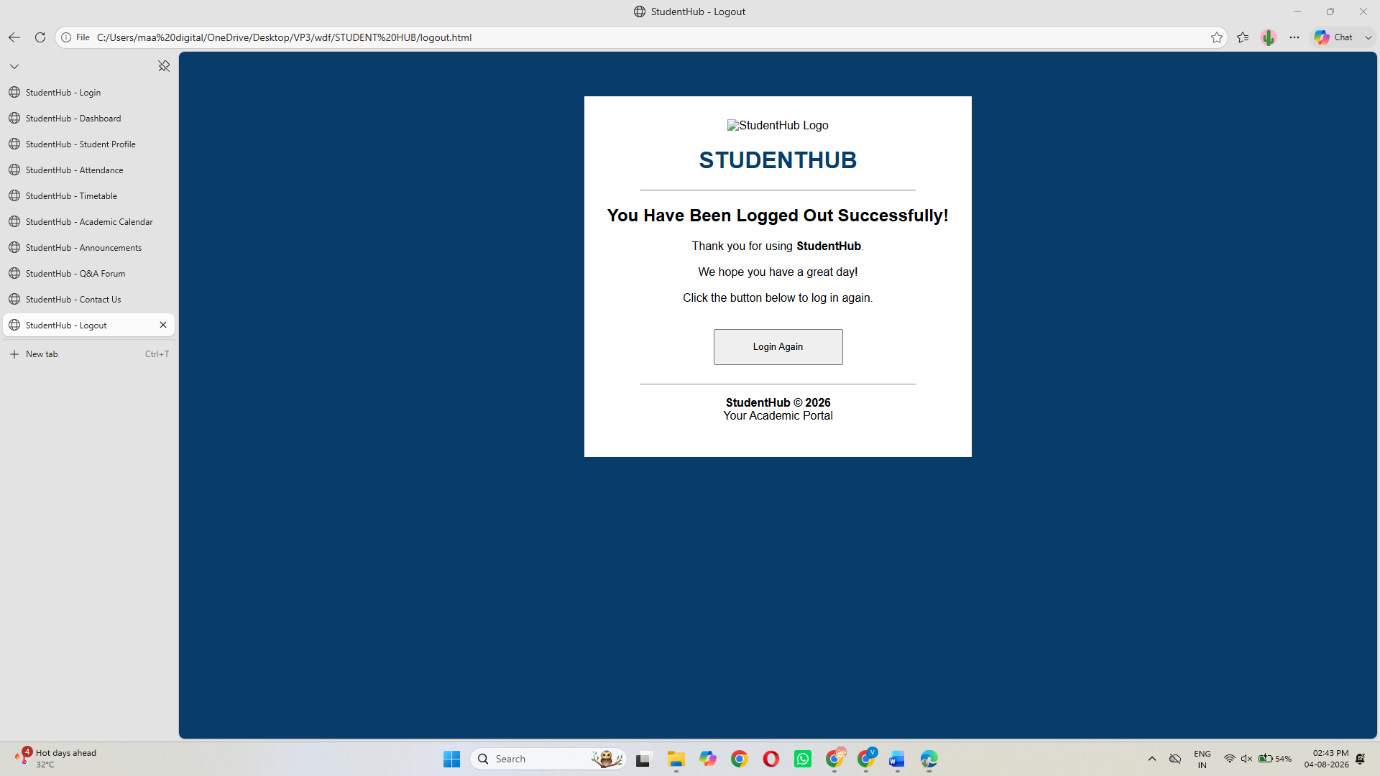 StudentHub - Logout
File C:/Users/maa%20digital/OneDrive/Desktop/VP3/wdf/STUDENT%20HUB/logout.html
Chat
StudentHub - Login
StudentHub - Dashboard
StudentHub - Student Profile
StudentHub - Attendance
StudentHub - Timetable
StudentHub - Academic Calendar
StudentHub - Announcements
StudentHub - Q&A Forum
StudentHub - Contact Us
StudentHub - Logout
New tab Ctrl+T
StudentHub Logo
STUDENTHUB
You Have Been Logged Out Successfully!
Thank you for using StudentHub.
We hope you have a great day!
Click the button below to log in again.
Login Again
StudentHub © 2026
Your Academic Portal
4
Hot days ahead
32°C
Search
V
W
ENG
IN
54%
02:43 PM
04-08-2026